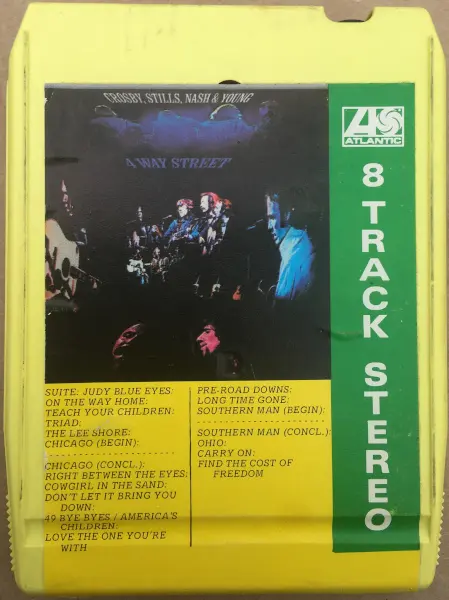 CROSBY, STILLS, NASH & YOUNG
4 WAY STREET
ATLANTIC
8 TRACK STEREO
SUITE: JUDY BLUE EYES:
ON THE WAY HOME:
TEACH YOUR CHILDREN:
TRIAD:
THE LEE SHORE:
CHICAGO (BEGIN):
CHICAGO (CONCL.):
RIGHT BETWEEN THE EYES:
COWGIRL IN THE SAND:
DON'T LET IT BRING YOU
DOWN:
49 BYE BYES / AMERICA'S
CHILDREN:
LOVE THE ONE YOU'RE
WITH
PRE-ROAD DOWNS:
LONG TIME GONE:
SOUTHERN MAN (BEGIN):
SOUTHERN MAN (CONCL.):
OHIO:
CARRY ON:
FIND THE COST OF
FREEDOM